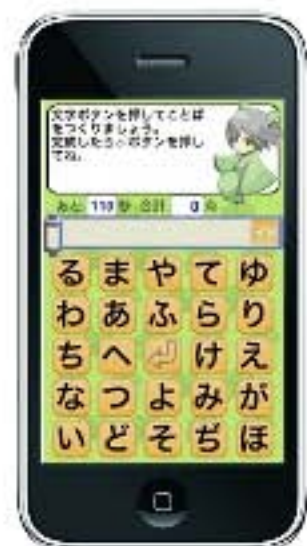 文字ボタンを押してことば
をつくりましょう。
完成したら○ボタンを押し
てね。
あと 110 秒 合計 0 点
る ま や て ゆ
わ あ ふ ら り
ち へ け え
な つ よ み が
い ど そ ぢ ほ